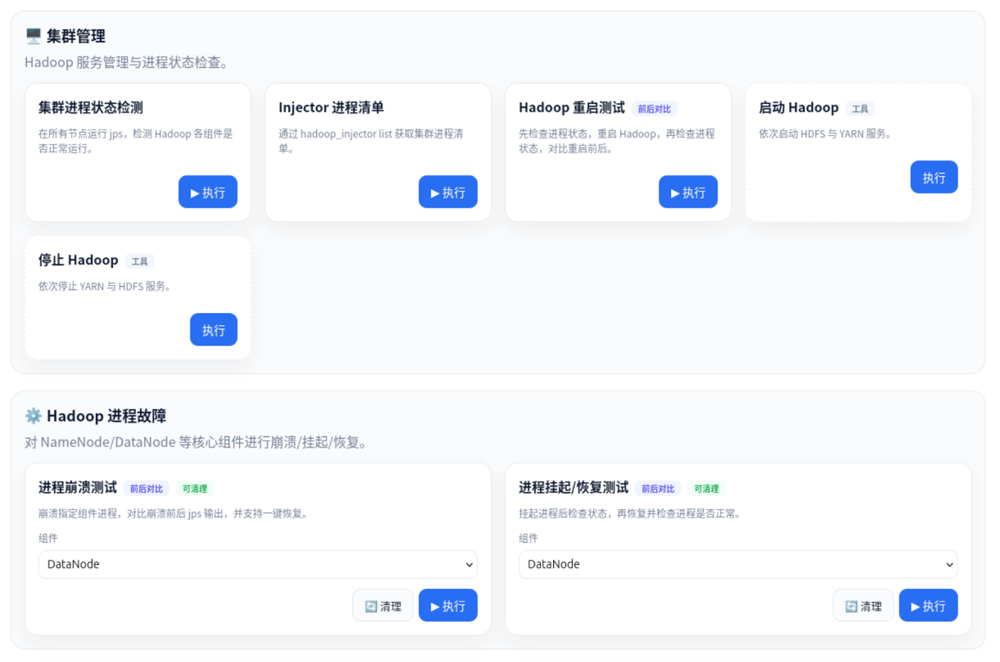 🖥️ 集群管理
Hadoop 服务管理与进程状态检查。
集群进程状态检测
在所有节点运行 jps，检测 Hadoop 各组件是
否正常运行。
▶ 执行
Injector 进程清单
通过 hadoop_injector list 获取集群进程清
单。
▶ 执行
Hadoop 重启测试 前后对比
先检查进程状态，重启 Hadoop，再检查进程
状态，对比重启前后。
▶ 执行
启动 Hadoop 工具
依次启动 HDFS 与 YARN 服务。
执行
停止 Hadoop 工具
依次停止 YARN 与 HDFS 服务。
执行
⚙️ Hadoop 进程故障
对 NameNode/DataNode 等核心组件进行崩溃/挂起/恢复。
进程崩溃测试 前后对比 可清理
崩溃指定组件进程，对比崩溃前后 jps 输出，并支持一键恢复。
组件
DataNode
🔄 清理 ▶ 执行
进程挂起/恢复测试 前后对比 可清理
挂起进程后检查状态，再恢复并检查进程是否正常。
组件
DataNode
🔄 清理 ▶ 执行